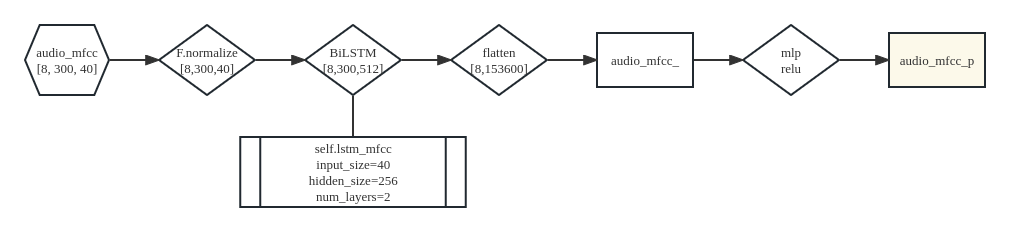 audio_mfcc
[8, 300, 40]
F.normalize
[8,300,40]
BiLSTM
[8,300,512]
flatten
[8,153600]
audio_mfcc_
mlp
relu
audio_mfcc_p
self.lstm_mfcc
input_size=40
hidden_size=256
num_layers=2